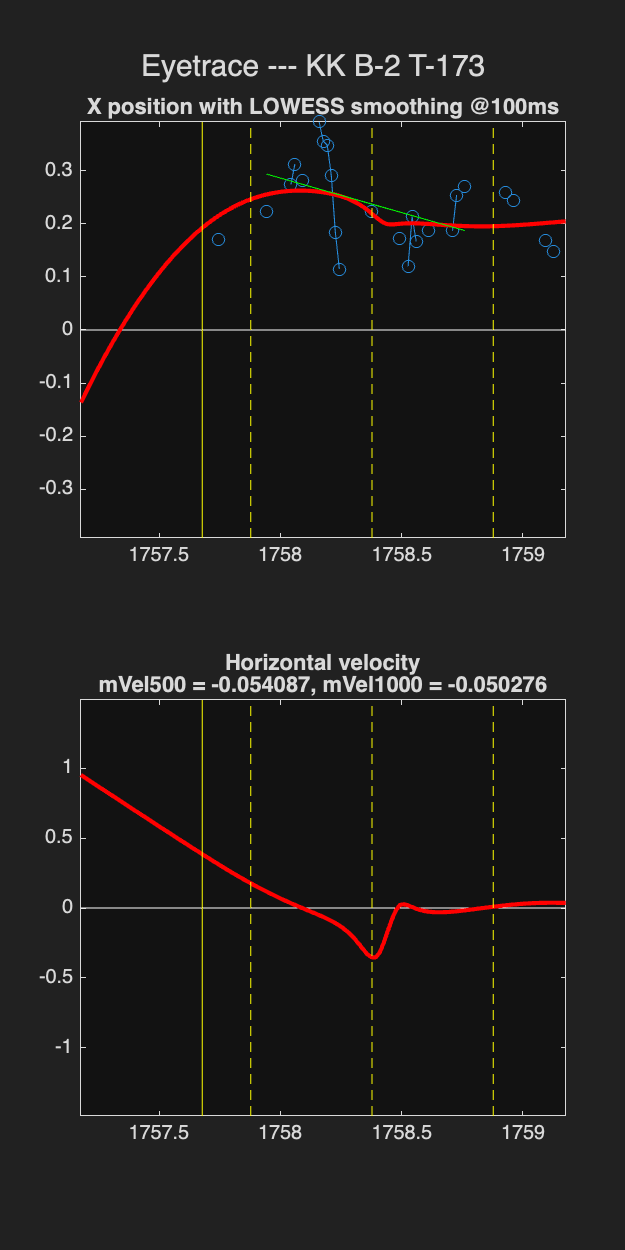 Eyetrace --- KK B-2 T-173
X position with LOWESS smoothing @100ms
0.3
0.2
0.1
0
-0.1
-0.2
-0.3
1757.5 1758 1758.5 1759
Horizontal velocity
mVel500 = -0.054087, mVel1000 = -0.050276
1
0.5
0
-0.5
-1
1757.5 1758 1758.5 1759